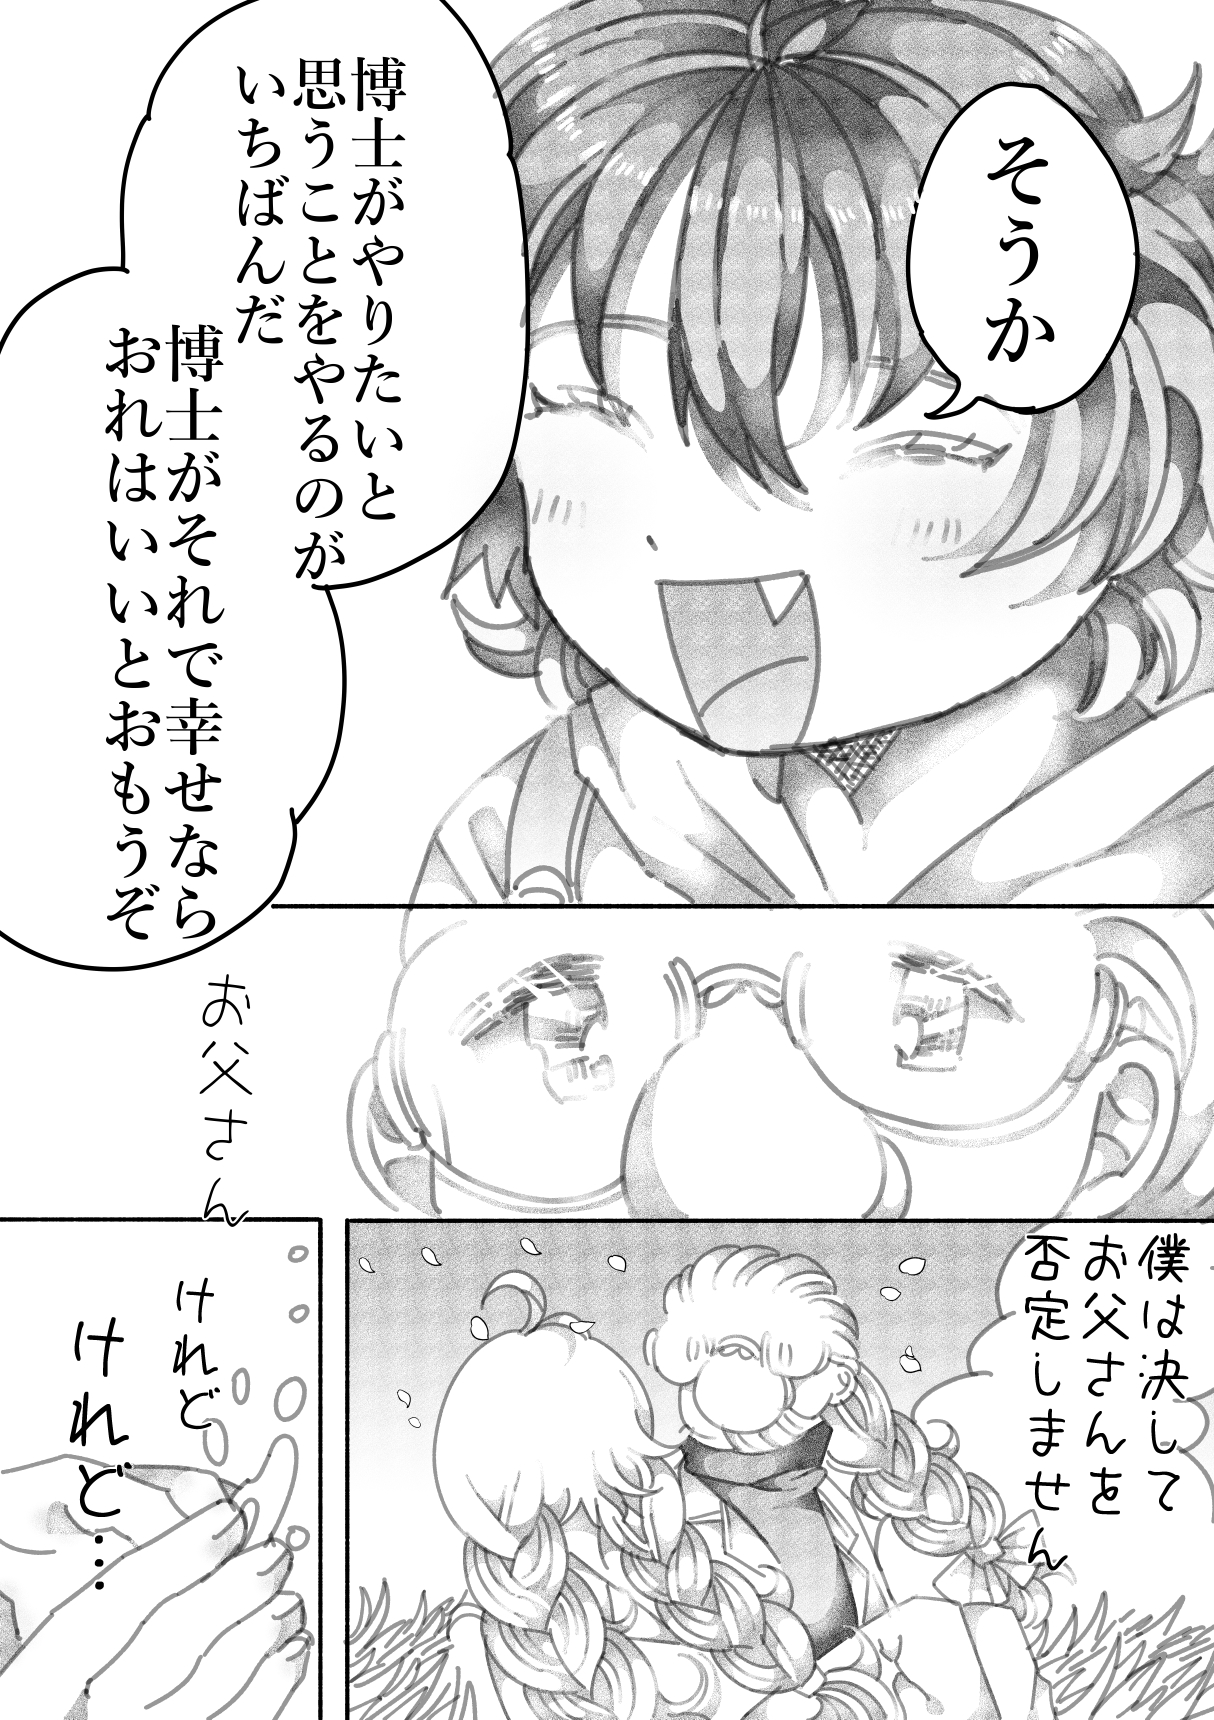 そうか
博士がやりたいと
思うことをやるのが
いちばんだ
博士がそれで幸せなら
おれはいいとおもうぞ
お父さん
僕は決して
お父さんを
否定しません
けれど
けれど…